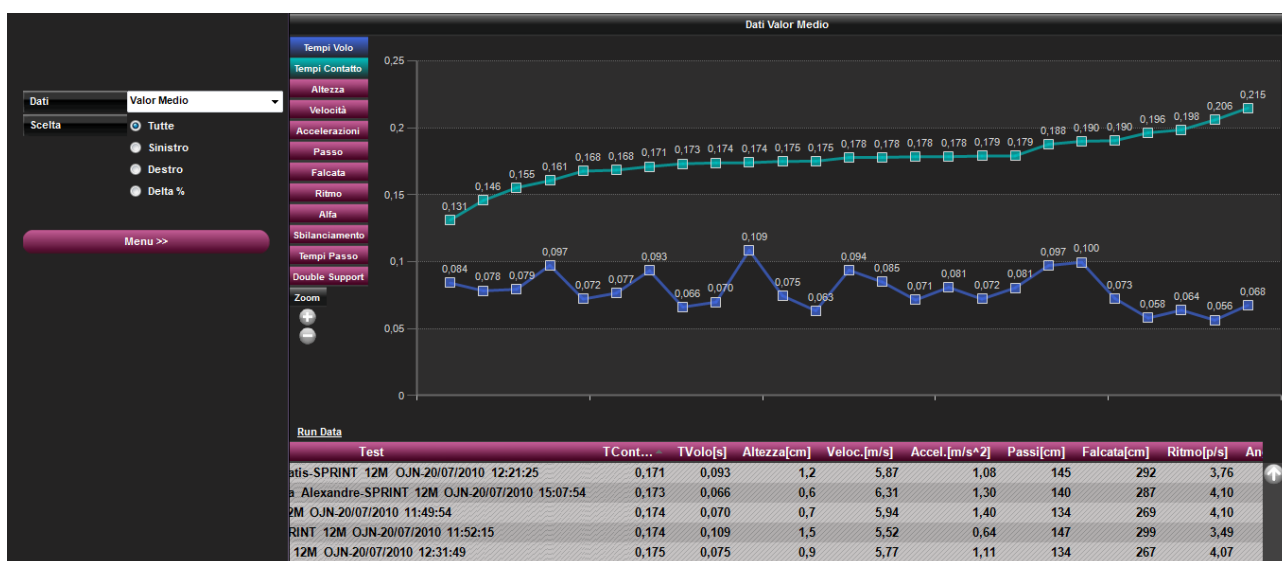 Dati Valor Medio
Dati
Valor Medio
Scelta
Tutte
Sinistro
Destro
Delta %
Menu >>
Tempi Volo
Tempi Contatto
Altezza
Velocità
Accelerazioni
Passo
Falcata
Ritmo
Alfa
Sbilanciamento
Tempi Passo
Double Support
Zoom
0,25
0,2
0,15
0,1
0,05
0
0,131 0,146 0,155 0,161 0,168 0,168 0,171 0,173 0,174 0,174 0,175 0,175 0,178 0,178 0,178 0,178 0,179 0,179 0,188 0,190 0,190 0,196 0,198 0,206 0,215
0,084 0,078 0,079 0,097 0,072 0,077 0,093 0,066 0,070 0,109 0,075 0,063 0,094 0,085 0,071 0,081 0,072 0,081 0,097 0,100 0,073 0,058 0,064 0,056 0,068
Run Data
Test TCont... TVolo[s] Altezza[cm] Veloc.[m/s] Accel.[m/s^2] Passi[cm] Falcata[cm] Ritmo[p/s] An
atis-SPRINT 12M OJN-20/07/2010 12:21:25 0,171 0,093 1,2 5,87 1,08 145 292 3,76
a Alexandre-SPRINT 12M OJN-20/07/2010 15:07:54 0,173 0,066 0,6 6,31 1,30 140 287 4,10
2M OJN-20/07/2010 11:49:54 0,174 0,070 0,7 5,94 1,40 134 269 4,10
RINT 12M OJN-20/07/2010 11:52:15 0,174 0,109 1,5 5,52 0,64 147 299 3,49
12M OJN-20/07/2010 12:31:49 0,175 0,075 0,9 5,77 1,11 134 267 4,07